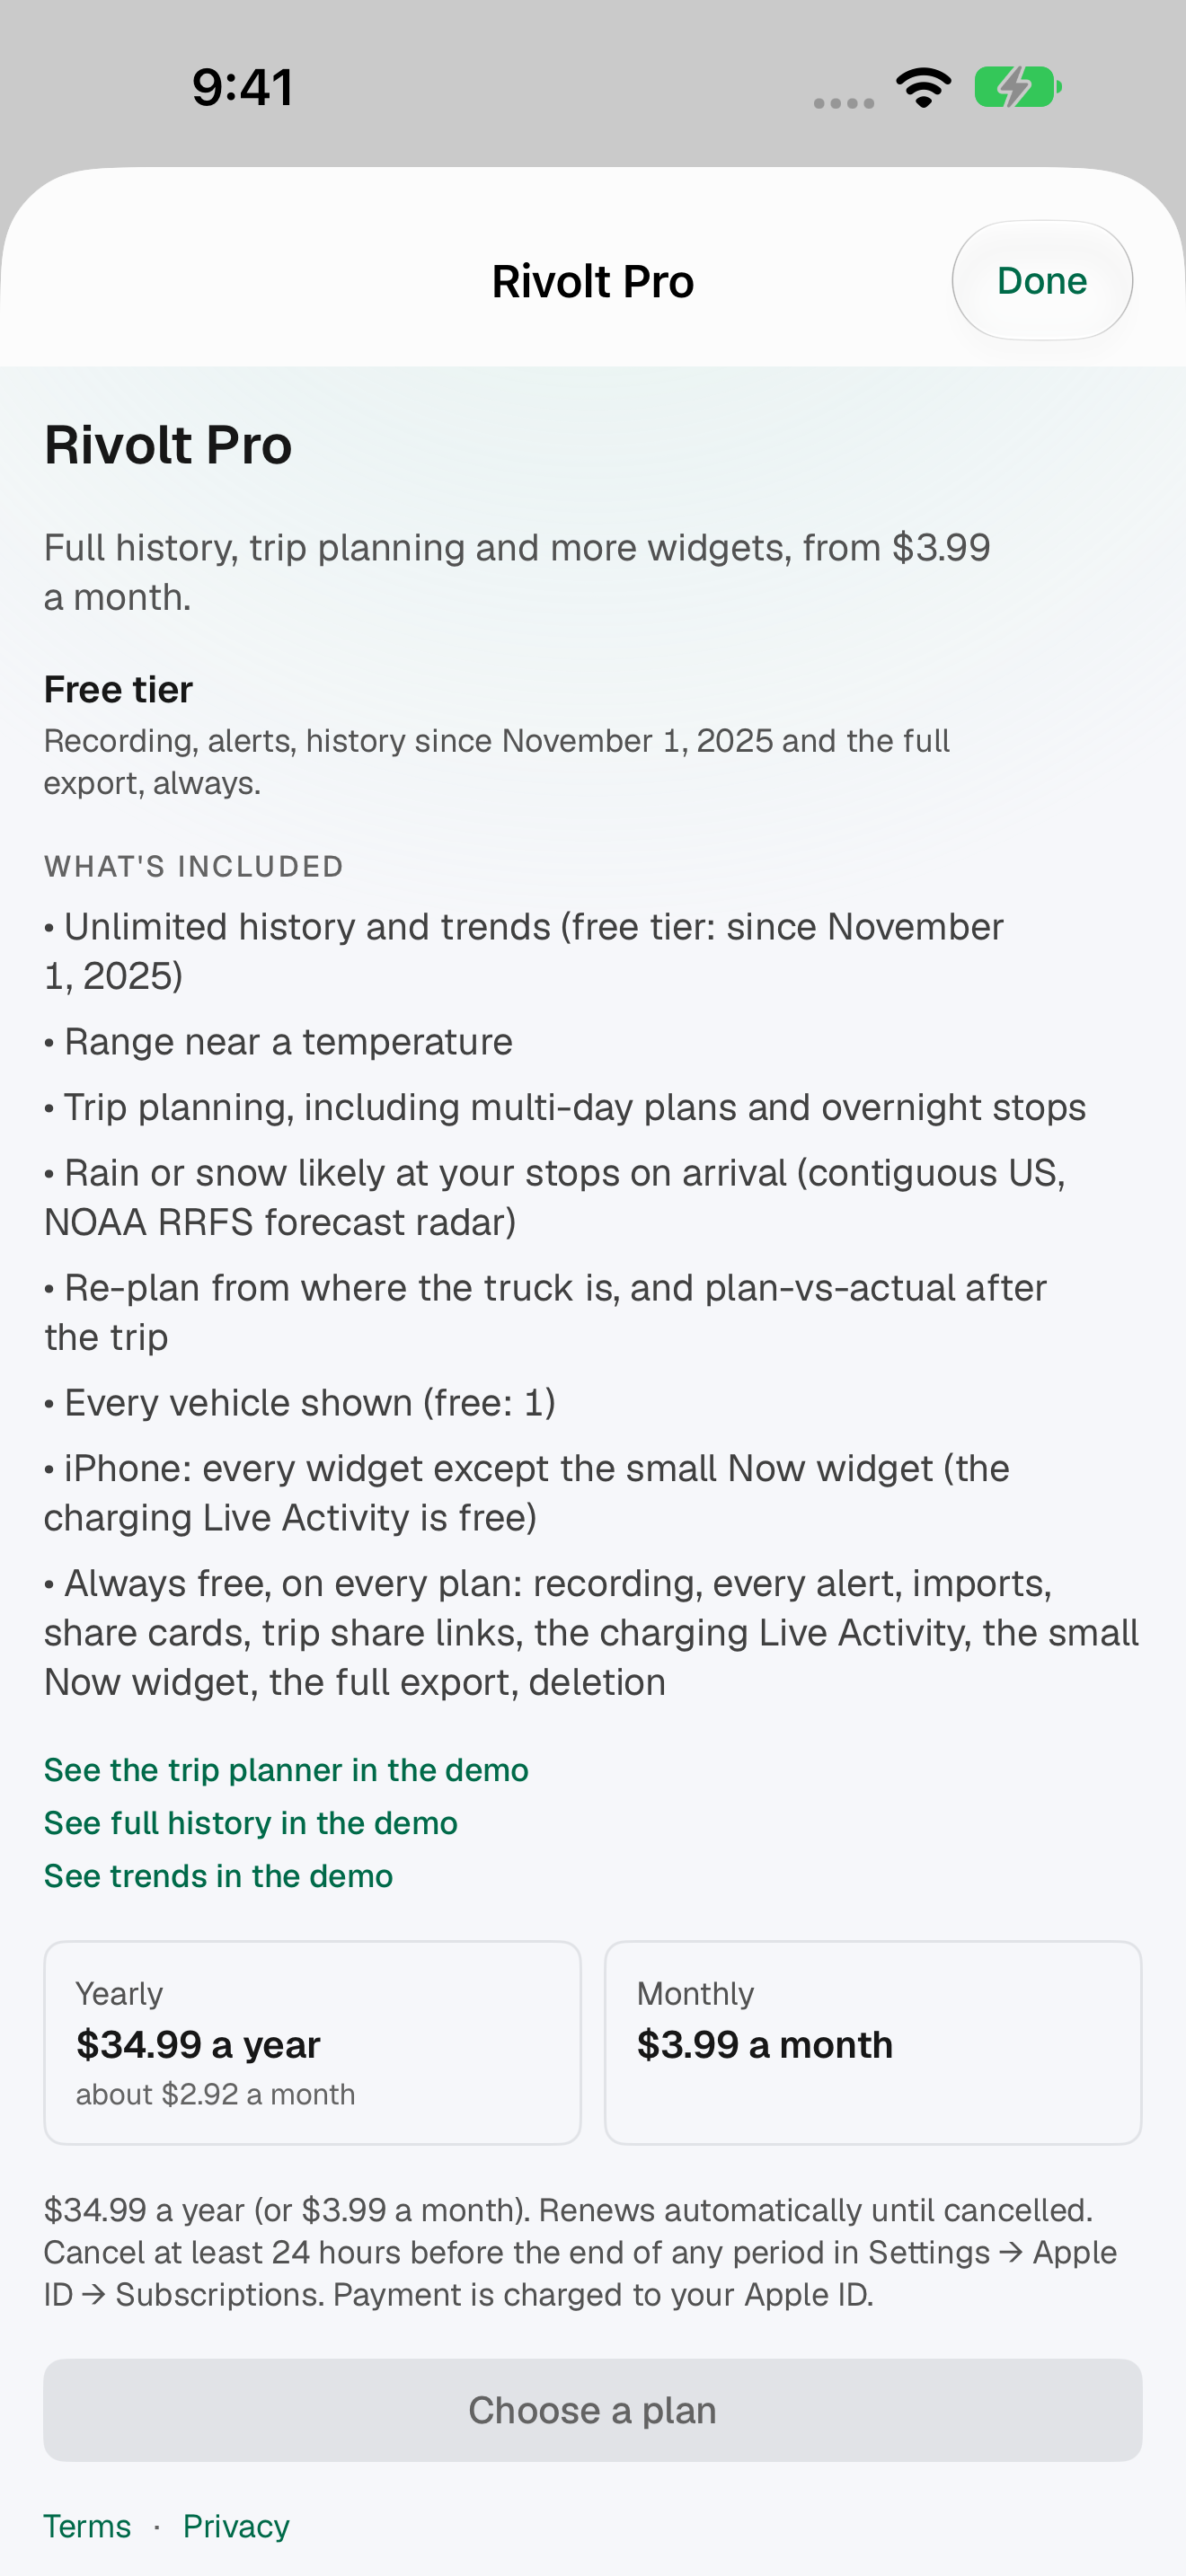 9:41
Rivolt Pro
Done
Rivolt Pro
Full history, trip planning and more widgets, from $3.99
a month.
Free tier
Recording, alerts, history since November 1, 2025 and the full
export, always.
WHAT'S INCLUDED
• Unlimited history and trends (free tier: since November
1, 2025)
• Range near a temperature
• Trip planning, including multi-day plans and overnight stops
• Rain or snow likely at your stops on arrival (contiguous US,
NOAA RRFS forecast radar)
• Re-plan from where the truck is, and plan-vs-actual after
the trip
• Every vehicle shown (free: 1)
• iPhone: every widget except the small Now widget (the
charging Live Activity is free)
• Always free, on every plan: recording, every alert, imports,
share cards, trip share links, the charging Live Activity, the small
Now widget, the full export, deletion
See the trip planner in the demo
See full history in the demo
See trends in the demo
Yearly
$34.99 a year
about $2.92 a month
Monthly
$3.99 a month
$34.99 a year (or $3.99 a month). Renews automatically until cancelled.
Cancel at least 24 hours before the end of any period in Settings → Apple
ID → Subscriptions. Payment is charged to your Apple ID.
Choose a plan
Terms · Privacy